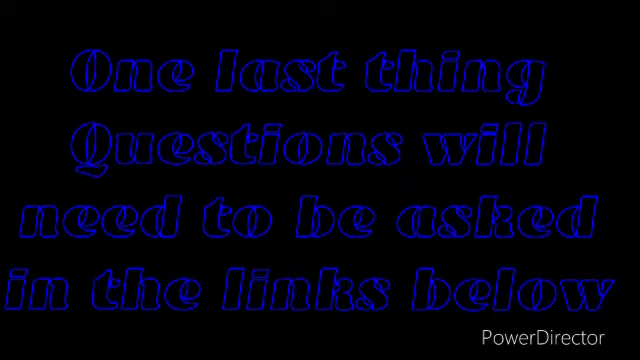 One last thing
Questions will
need to be asked
in the links below
PowerDirector